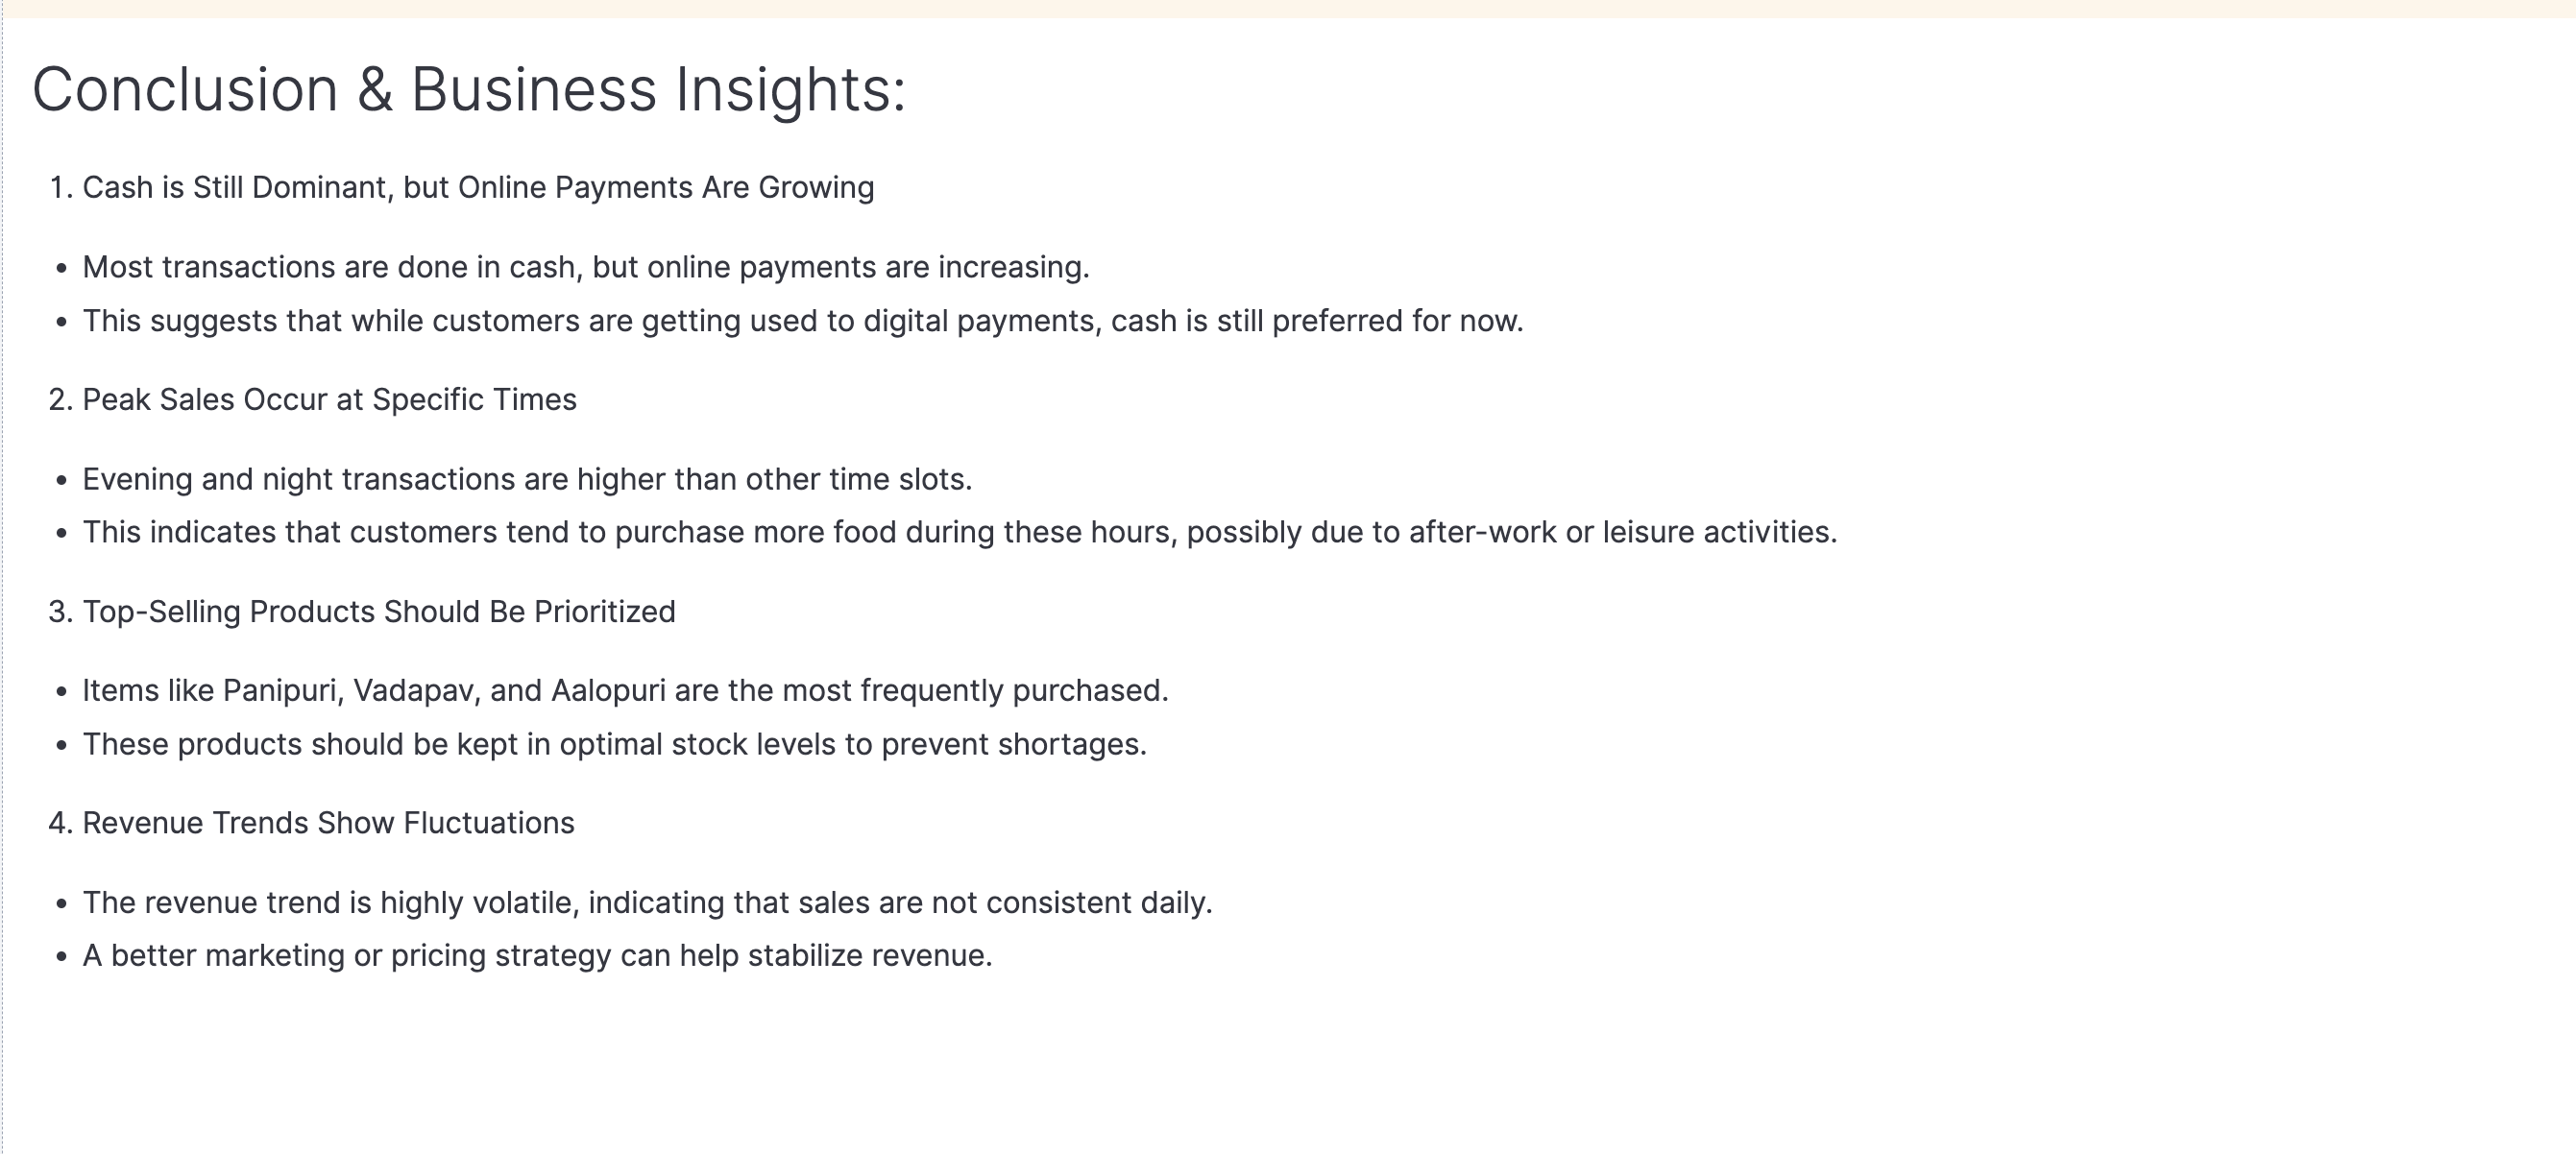 Conclusion & Business Insights:
1. Cash is Still Dominant, but Online Payments Are Growing
• Most transactions are done in cash, but online payments are increasing.
• This suggests that while customers are getting used to digital payments, cash is still preferred for now.
2. Peak Sales Occur at Specific Times
• Evening and night transactions are higher than other time slots.
• This indicates that customers tend to purchase more food during these hours, possibly due to after-work or leisure activities.
3. Top-Selling Products Should Be Prioritized
• Items like Panipuri, Vadapav, and Aalopuri are the most frequently purchased.
• These products should be kept in optimal stock levels to prevent shortages.
4. Revenue Trends Show Fluctuations
• The revenue trend is highly volatile, indicating that sales are not consistent daily.
• A better marketing or pricing strategy can help stabilize revenue.